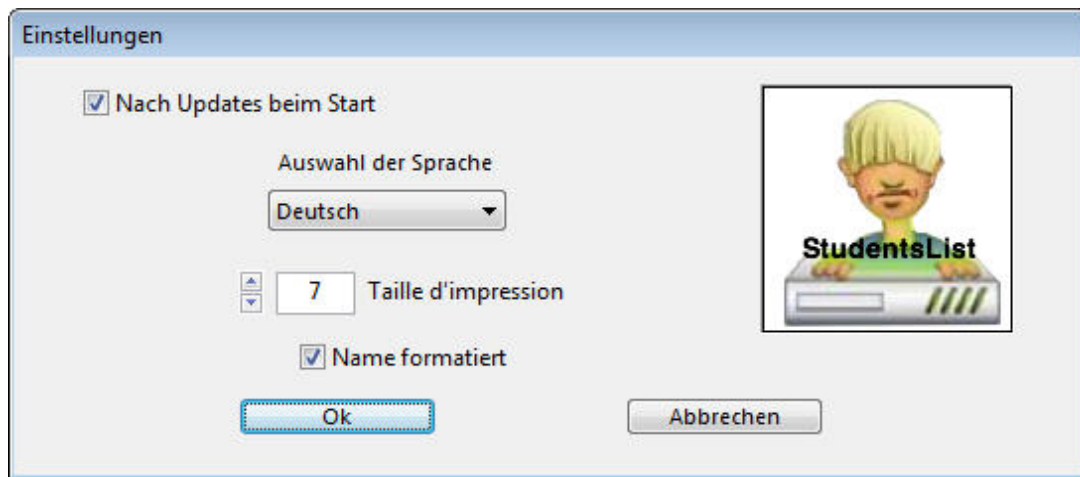 Einstellungen
Nach Updates beim Start
Auswahl der Sprache
Deutsch
StudentsList
7 Taille d'impression
Name formatiert
Ok Abbrechen